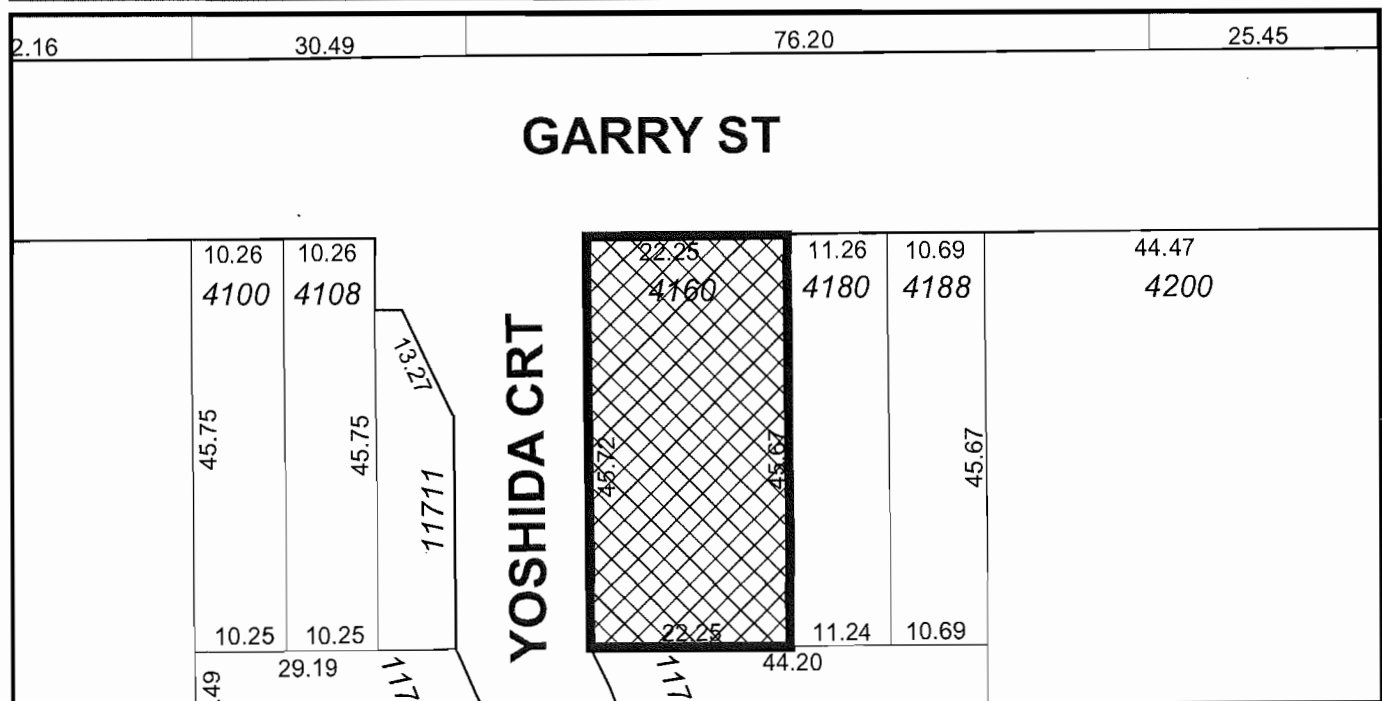 2.16 30.49 76.20 25.45
GARRY ST
10.26 10.26 22.25 11.26 10.69 44.47
4100 4108 4160 4180 4188 4200
13.27
YOSHIDA CRT
45.75 45.75 45.72 45.67 45.67
11711
10.25 10.25 22.25 11.24 10.69
29.19 117 117 44.20
.49